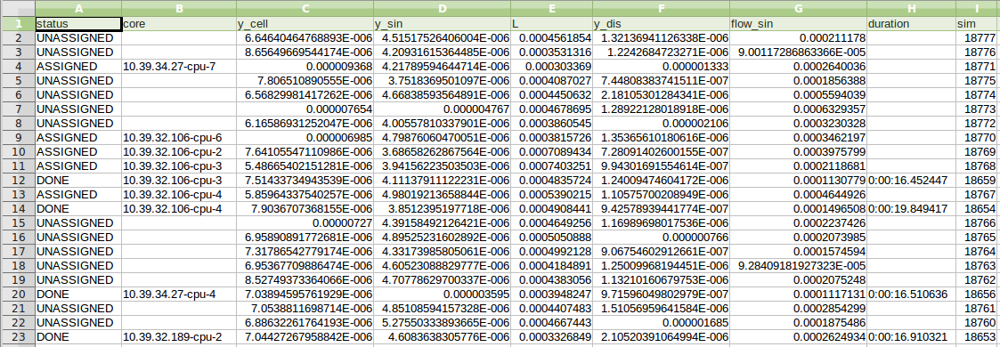 A B C D E F G H I
1 status core y_cell y_sin L y_dis flow_sin duration sim
2 UNASSIGNED 6.64640464768893E-006 4.51517526406004E-006 0.0004561854 1.32136941126338E-006 0.000211178 18777
3 UNASSIGNED 8.65649669544174E-006 4.20931615364485E-006 0.0003531316 1.2242684723271E-006 9.00117286863366E-005 18776
4 ASSIGNED 10.39.34.27-cpu-7 0.000009368 4.21789594644714E-006 0.000303369 0.000001333 0.0002640036 18771
5 UNASSIGNED 7.806510890555E-006 3.7518369501097E-006 0.0004087027 7.44808383741511E-007 0.0001856388 18775
6 UNASSIGNED 6.56829981417262E-006 4.66838593564891E-006 0.0004450632 2.18105301284341E-006 0.0005594039 18774
7 UNASSIGNED 0.000007654 0.000004767 0.0004678695 1.28922128018918E-006 0.0006329357 18773
8 UNASSIGNED 6.16586931252047E-006 4.00557810337901E-006 0.0003860545 0.000002106 0.0003230328 18772
9 ASSIGNED 10.39.32.106-cpu-6 0.000006985 4.79876060470051E-006 0.0003815726 1.35365610180616E-006 0.0003462197 18770
10 ASSIGNED 10.39.32.106-cpu-2 7.64105547110986E-006 3.68658262867564E-006 0.0007089434 7.28091402600155E-007 0.0003975799 18769
11 ASSIGNED 10.39.32.106-cpu-3 5.48665402151281E-006 3.94156223503503E-006 0.0007403251 9.94301691554614E-007 0.0002118681 18768
12 DONE 10.39.32.106-cpu-3 7.51433734943539E-006 4.11137911122231E-006 0.0004835724 1.24009474604172E-006 0.0001130779 0:00:16.452447 18659
13 ASSIGNED 10.39.32.106-cpu-4 5.85964337540257E-006 4.98019213658844E-006 0.0005390215 1.10575700208949E-006 0.0004644926 18767
14 DONE 10.39.32.106-cpu-4 7.9036707368155E-006 3.8512395197718E-006 0.0004908441 9.42578939441774E-007 0.0001496508 0:00:19.849417 18654
15 UNASSIGNED 0.00000727 4.39158492126421E-006 0.0004649256 1.16989698017536E-006 0.0002237426 18766
16 UNASSIGNED 6.95890891772681E-006 4.89525231602892E-006 0.0005050888 0.000000766 0.0002073985 18765
17 UNASSIGNED 7.31786542779174E-006 4.33173985805061E-006 0.0004992128 9.06754602912661E-007 0.0001574594 18764
18 UNASSIGNED 6.95367709886474E-006 4.60523088829777E-006 0.0004184891 1.25009968194451E-006 9.28409181927323E-005 18763
19 UNASSIGNED 8.52749373364066E-006 4.70778629700337E-006 0.0004383056 1.13210160679753E-006 0.0002075248 18762
20 DONE 10.39.34.27-cpu-4 7.03894595761929E-006 0.000003595 0.0003948247 9.71596049802979E-007 0.0001117131 0:00:16.510636 18656
21 UNASSIGNED 7.0538811698714E-006 4.85108594157328E-006 0.0004407483 1.5105695964​1584E-006 0.0002854299 18761
22 UNASSIGNED 6.88632261764193E-006 5.27550333893665E-006 0.0004667443 0.000001685 0.0001875486 18760
23 DONE 10.39.32.189-cpu-2 7.04427267958842E-006 4.6083638305776E-006 0.0003326849 2.10520391064994E-006 0.0002624934 0:00:16.910321 18653